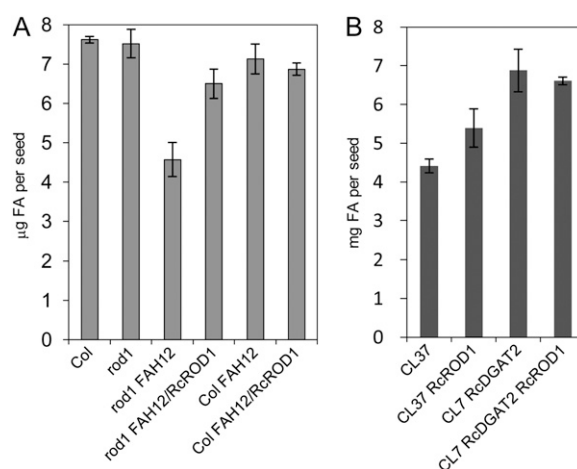 A
8
7
6
5
4
3
2
1
0
µg FA per seed
Col
rod1
rod1 FAH12
rod1 FAH12/RcROD1
Col FAH12
Col FAH12/RcROD1
B
8
7
6
5
4
3
2
1
0
mg FA per seed
CL37
CL37 RcROD1
CL7 RcDGAT2
CL7 RcDGAT2 RcROD1